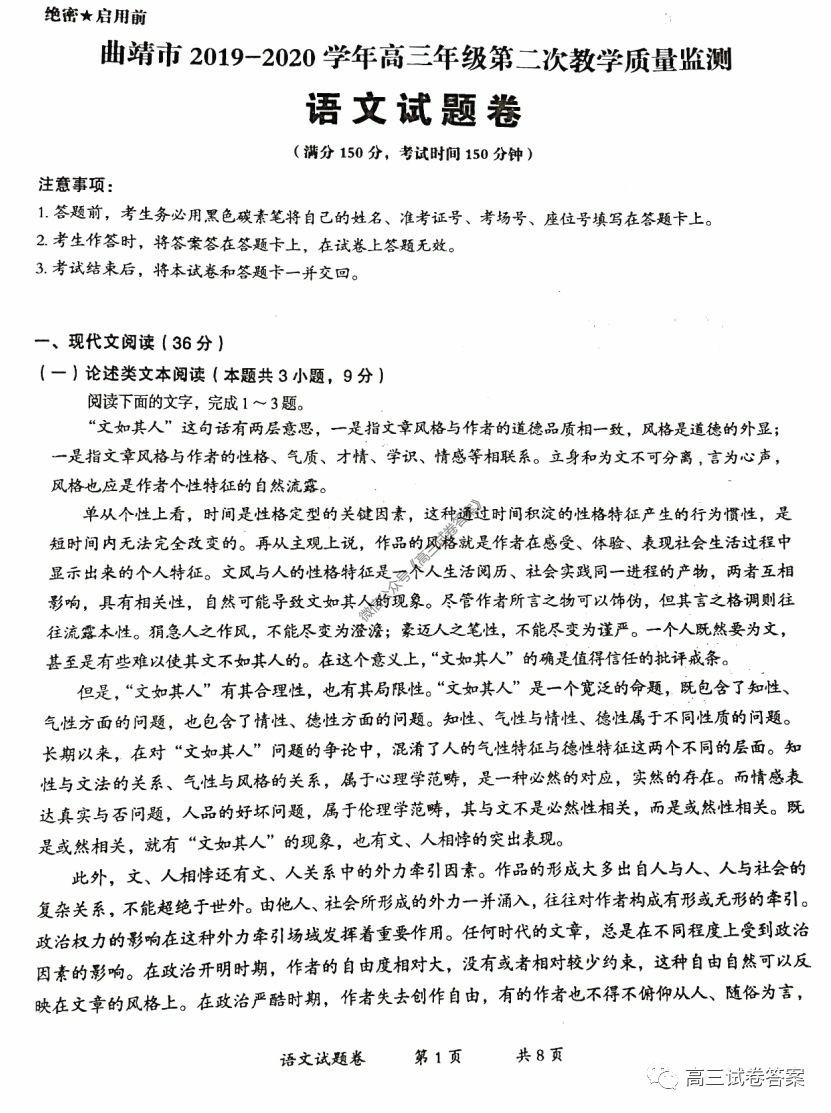 绝密★启用前
曲靖市 2019-2020 学年高三年级第二次教学质量监测
语文试题卷
(满分 150 分，考试时间 150 分钟)
注意事项：
1. 答题前，考生务必用黑色碳素笔将自己的姓名、准考证号、考场号、座位号填写在答题卡上。
2. 考生作答时，将答案答在答题卡上，在试卷上答题无效。
3. 考试结束后，将本试卷和答题卡一并交回。
一、现代文阅读（36 分）
（一）论述类文本阅读（本题共 3 小题，9 分）
阅读下面的文字，完成 1～3 题。
“文如其人”这句话有两层意思，一是指文章风格与作者的道德品质相一致，风格是道德的外显；
一是指文章风格与作者的性格、气质、才情、学识、情感等相联系。立身和为文不可分离，言为心声，
风格也应是作者个性特征的自然流露。
单从个性上看，时间是性格定型的关键因素，这种通过时间积淀的性格特征产生的行为惯性，是
短时间内无法完全改变的。再从主观上说，作品的风格就是作者在感受、体验、表现社会生活过程中
显示出来的个人特征。文风与人的性格特征是一个人生活阅历、社会实践同一进程的产物，两者互相
影响，具有相关性，自然可能导致文如其人的现象。尽管作者所言之物可以饰伪，但其言之格调则往
往流露本性。狷急人之作风，不能尽变为澄澹；豪迈人之笔性，不能尽变为谨严。一个人既然要为文，
甚至是有些难以使其文不如其人的。在这个意义上，“文如其人”的确是值得信任的批评戒条。
但是，“文如其人”有其合理性，也有其局限性。“文如其人”是一个宽泛的命题，既包含了知性、
气性方面的问题，也包含了情性、德性方面的问题。知性、气性与情性、德性属于不同性质的问题。
长期以来，在对“文如其人”问题的争论中，混淆了人的气性特征与德性特征这两个不同的层面。知
性与文法的关系、气性与风格的关系，属于心理学范畴，是一种必然的对应，实然的存在。而情感表
达真实与否问题，人品的好坏问题，属于伦理学范畴，其与文不是必然性相关，而是或然性相关。既
是或然相关，就有“文如其人”的现象，也有文、人相悖的突出表现。
此外，文、人相悖还有文、人关系中的外力牵引因素。作品的形成大多出自人与人、人与社会的
复杂关系，不能超绝于世外。由他人、社会所形成的外力一并涌入，往往对作者构成有形或无形的牵引。
政治权力的影响在这种外力牵引场域发挥着重要作用。任何时代的文章，总是在不同程度上受到政治
因素的影响。在政治开明时期，作者的自由度相对大，没有或者相对较少约束，这种自由自然可以反
映在文章的风格上。在政治严酷时期，作者失去创作自由，有的作者也不得不俯仰从人、随俗为言，
语文试题卷 第 1 页 共 8 页
微信公众号《高三试卷答案》
高三试卷答案